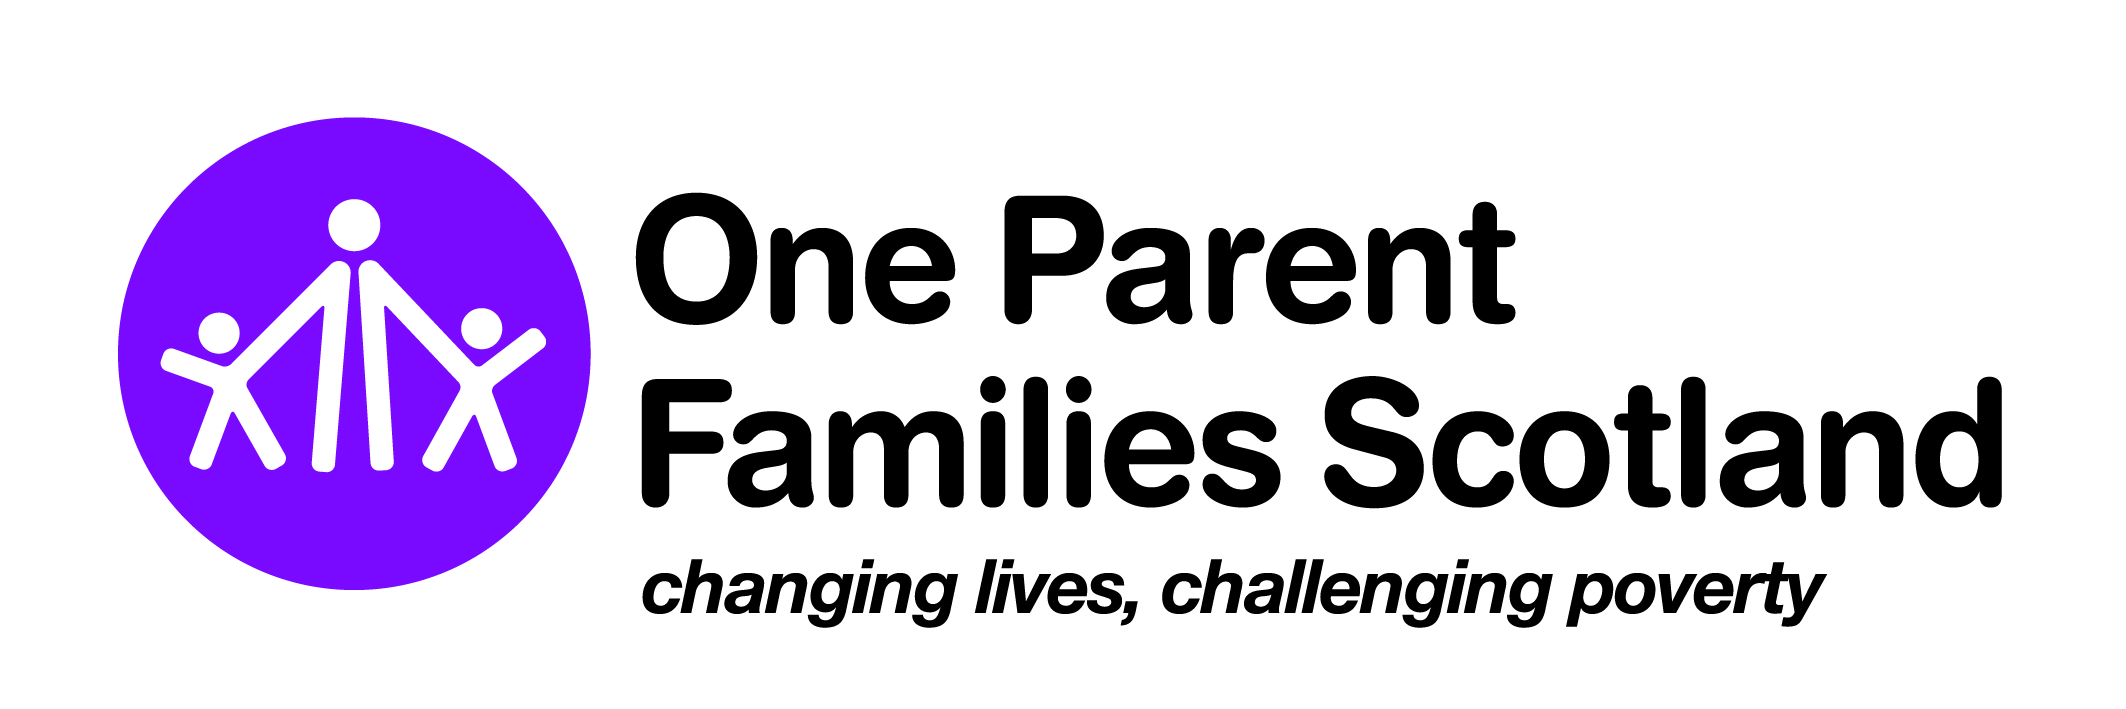 One Parent
Families Scotland
changing lives, challenging poverty